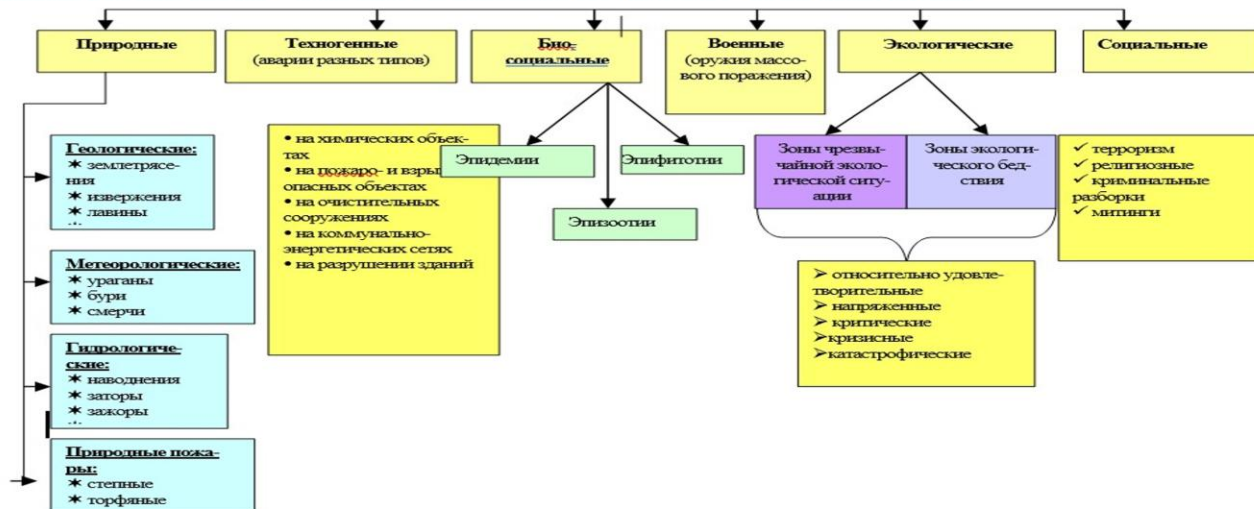 Природные
Техногенные
(аварии разных типов)
Био-
социальные
Военные
(оружия массо-
вого поражения)
Экологические
Социальные
Геологические:
✶ землетрясе-
ния
✶ извержения
✶ лавины
Метеорологические:
✶ ураганы
✶ бури
✶ смерчи
Гидрологиче-
ские:
✶ наводнения
✶ заторы
✶ зажоры
Природные пожа-
ры:
✶ степные
✶ торфяные
• на химических объек-
тах
• на пожаро- и взры
опасных объектах
• на очистительных
сооружениях
• на коммунально-
энергетических сетях
• на разрушении зданий
Эпидемии
Эпифитотии
Эпизоотии
Зоны чрезвы-
чайной эколо-
гической ситу-
ации
Зоны экологи-
ческого бед-
ствия
➢ относительно удовле-
творительные
➢ напряженные
➢ критические
➢ кризисные
➢ катастрофические
✓ терроризм
✓ религиозные
✓ криминальные
разборки
✓ митинги